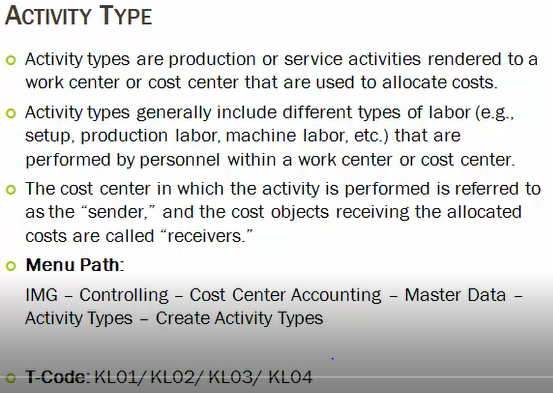 ACTIVITY TYPE
Activity types are production or service activities rendered to a
work center or cost center that are used to allocate costs.
Activity types generally include different types of labor (e.g.,
setup, production labor, machine labor, etc.) that are
performed by personnel within a work center or cost center.
The cost center in which the activity is performed is referred to
as the “sender,” and the cost objects receiving the allocated
costs are called “receivers.”
Menu Path:
IMG – Controlling – Cost Center Accounting – Master Data –
Activity Types – Create Activity Types
T-Code: KL01/ KL02/ KL03/ KL04